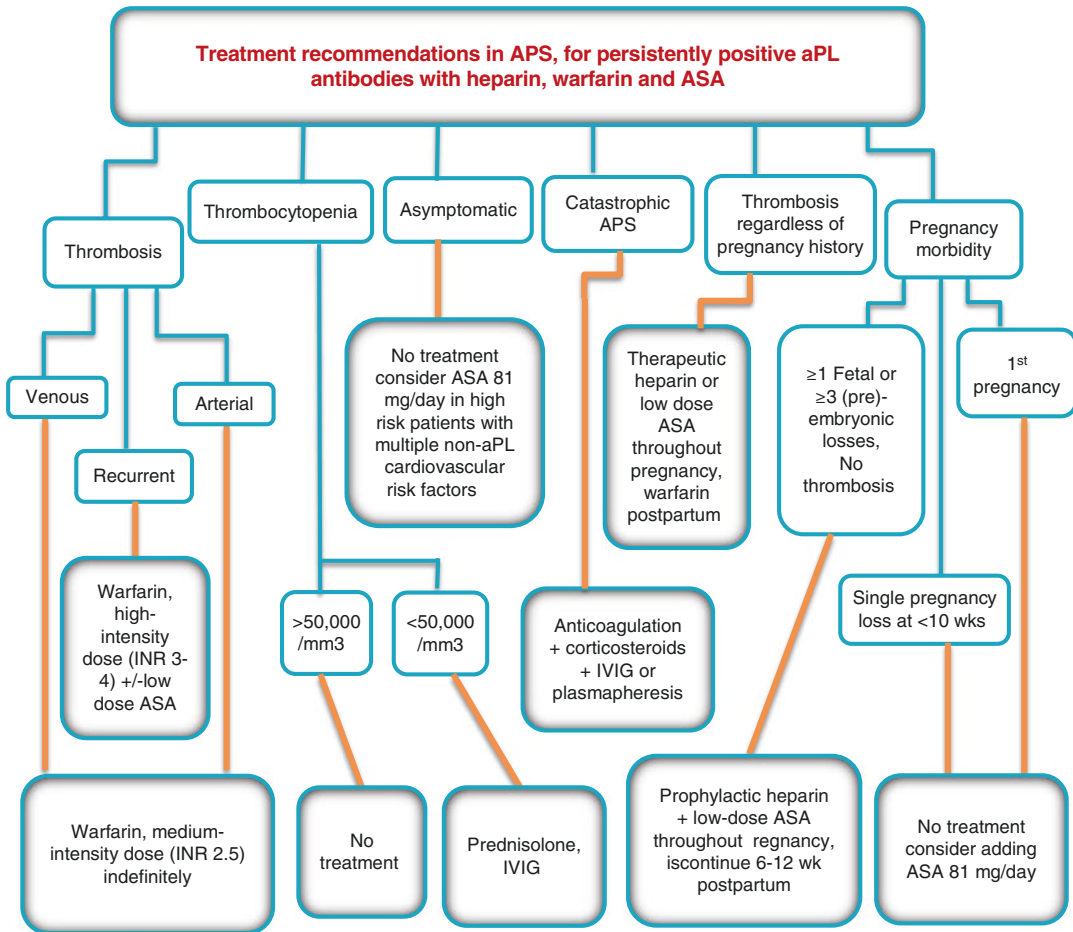 Treatment recommendations in APS, for persistently positive aPL
antibodies with heparin, warfarin and ASA
Thrombosis
Thrombocytopenia
Asymptomatic
Catastrophic
APS
Thrombosis
regardless of
pregnancy history
Pregnancy
morbidity
Venous
Recurrent
Arterial
No treatment
consider ASA 81
mg/day in high
risk patients with
multiple non-aPL
cardiovascular
risk factors
Therapeutic
heparin or
low dose
ASA
throughout
pregnancy,
warfarin
postpartum
≥1 Fetal or
≥3 (pre)-
embryonic
losses,
No
thrombosis
1st
pregnancy
Warfarin,
high-
intensity
dose (INR 3-
4) +/-low
dose ASA
>50,000
/mm3
<50,000
/mm3
Anticoagulation
+ corticosteroids
+ IVIG or
plasmapheresis
Single pregnancy
loss at <10 wks
Warfarin, medium-
intensity dose (INR 2.5)
indefinitely
No
treatment
Prednisolone,
IVIG
Prophylactic heparin
+ low-dose ASA
throughout regnancy,
iscontinue 6-12 wk
postpartum
No treatment
consider adding
ASA 81 mg/day